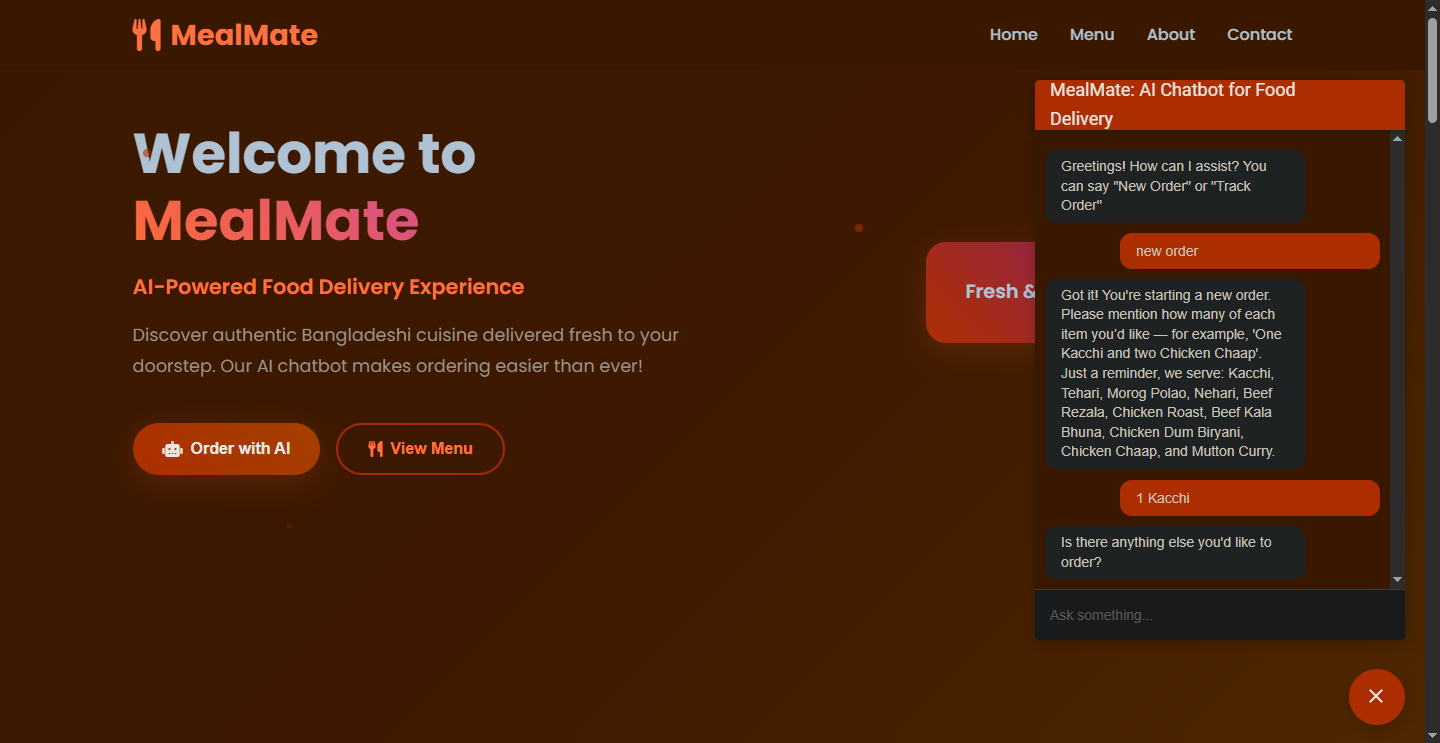 MealMate
Home Menu About Contact
Welcome to
MealMate
AI-Powered Food Delivery Experience
Discover authentic Bangladeshi cuisine delivered fresh to your
doorstep. Our AI chatbot makes ordering easier than ever!
Order with AI View Menu
Fresh &
MealMate: AI Chatbot for Food
Delivery
Greetings! How can I assist? You
can say "New Order" or "Track
Order"
new order
Got it! You're starting a new order.
Please mention how many of each
item you’d like — for example, 'One
Kacchi and two Chicken Chaap'.
Just a reminder, we serve: Kacchi,
Tehari, Morog Polao, Nehari, Beef
Rezala, Chicken Roast, Beef Kala
Bhuna, Chicken Dum Biryani,
Chicken Chaap, and Mutton Curry.
1 Kacchi
Is there anything else you'd like to
order?
Ask something...